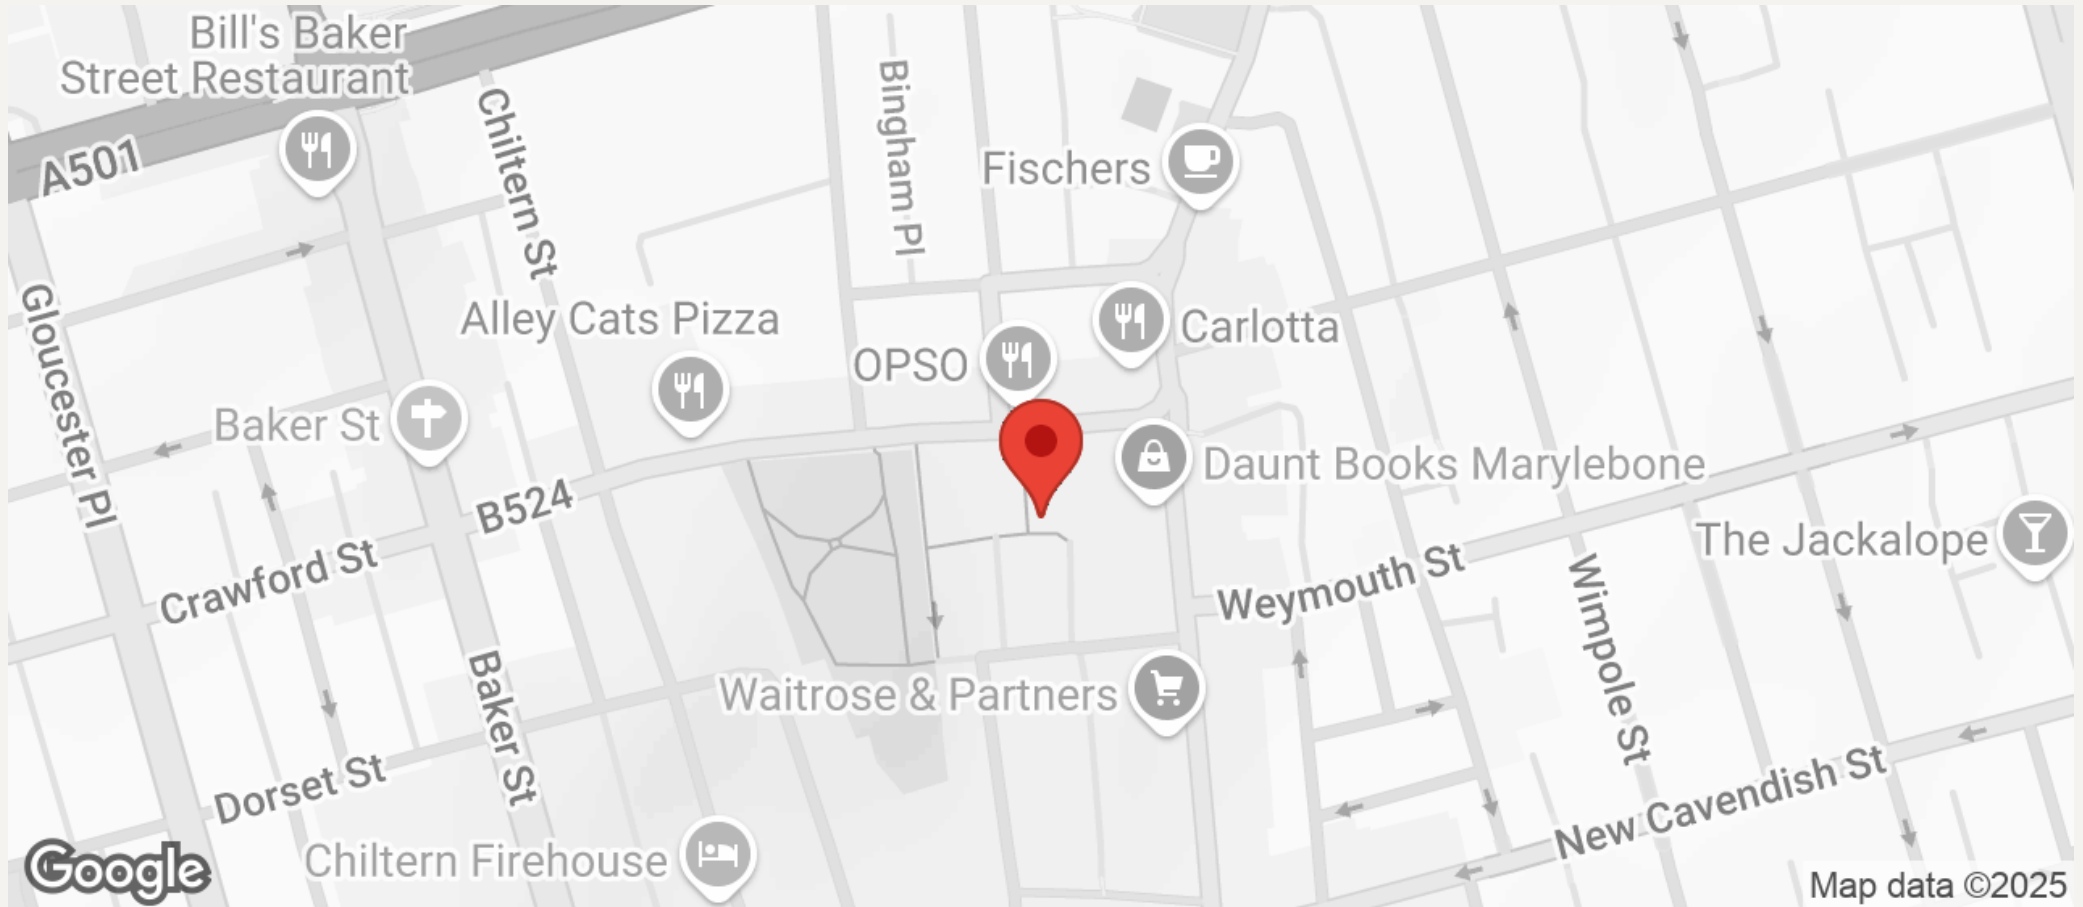 Bill's Baker
Street Restaurant
A501
Chiltern St
Bingham Pl
Fischers
Gloucester Pl
Alley Cats Pizza
OPSO
Carlotta
Baker St
Daunt Books Marylebone
B524
The Jackalope
Crawford St
Weymouth St
Wimpole St
Baker St
Waitrose & Partners
Dorset St
New Cavendish St
Chiltern Firehouse
Google
Map data ©2025